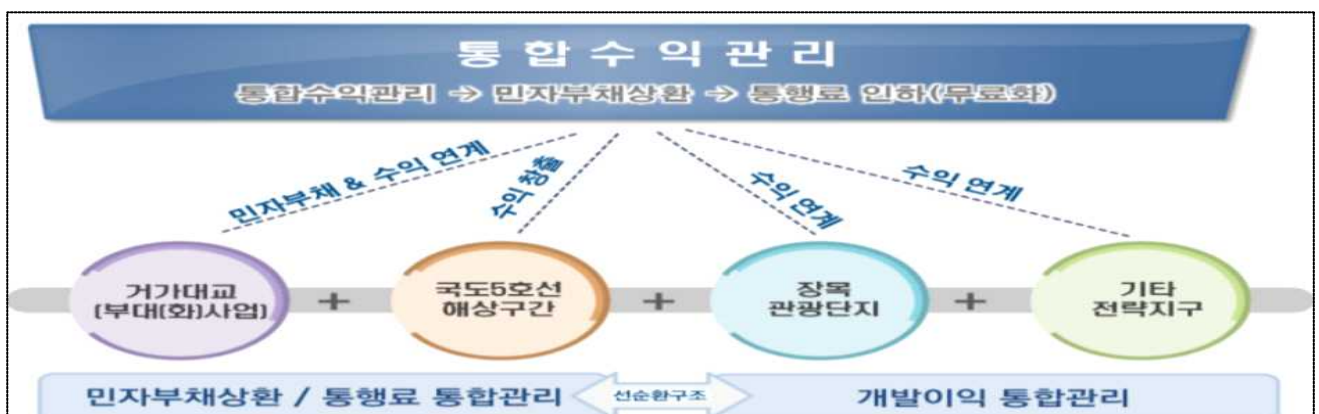 통합수익관리
통합수익관리 → 민자부채상환 → 통행료 인하(무료화)
민자부채 & 수익 연계
수익 창출
수익 연계
수익 연계
거가대교
(부대(화)사업)
+
국도5호선
해상구간
+
장목
관광단지
+
기타
전략지구
민자부채상환 / 통행료 통합관리
선순환구조
개발이익 통합관리